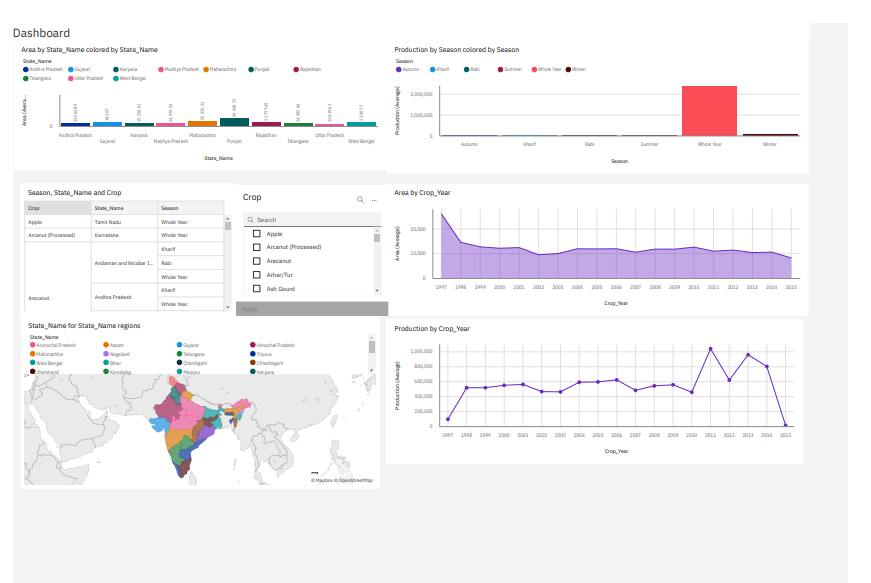 Dashboard
Area by State_Name colored by State_Name
State_Name
Andhra Pradesh Gujarat Haryana Madhya Pradesh Maharashtra Punjab Rajasthan
Telangana Uttar Pradesh West Bengal
0
Andhra Pradesh Haryana Maharashtra Rajasthan Uttar Pradesh
Gujarat Madhya Pradesh Punjab Telangana West Bengal
State_Name
Production by Season colored by Season
Season
Autumn Kharif Rabi Summer Whole Year Winter
Production (Average)
2,000,000
1,000,000
0
Autumn Kharif Rabi Summer Whole Year Winter
Season
Season, State_Name and Crop
Crop State_Name Season
Apple Tamil Nadu Whole Year
Arcanut (Processed) Karnataka Whole Year
Kharif
Andaman and Nicobar I... Rabi
Whole Year
Kharif
Arecanut Andhra Pradesh
Whole Year
Crop
...
Search
Apple
Arcanut (Processed)
Arecanut
Arhar/Tur
Ash Gourd
Apply
Area by Crop_Year
Area (Average)
20,000
10,000
0
1997 1998 1999 2000 2001 2002 2003 2004 2005 2006 2007 2008 2009 2010 2011 2012 2013 2014 2015
Crop_Year
State_Name for State_Name regions
State_Name
Arunachal Pradesh Assam Gujarat Himachal Pradesh
Maharashtra Nagaland Telangana Tripura
West Bengal Bihar Chandigarh Chhattisgarh
Jharkhand Karnataka Manipur Haryana
© Mapbox © OpenStreetMap
Production by Crop_Year
Production (Average)
1,000,000
800,000
600,000
400,000
200,000
0
1997 1998 1999 2000 2001 2002 2003 2004 2005 2006 2007 2008 2009 2010 2011 2012 2013 2014 2015
Crop_Year